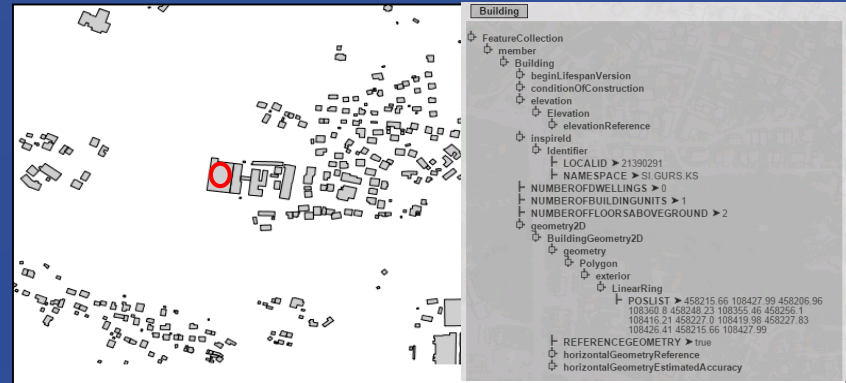 Building
FeatureCollection
member
Building
beginLifespanVersion
conditionOfConstruction
elevation
Elevation
elevationReference
inspireId
Identifier
LOCALID ➤ 21390291
NAMESPACE ➤ SI.GURS.KS
NUMBEROFDWELLINGS ➤ 0
NUMBEROFBUILDINGUNITS ➤ 1
NUMBEROFFLOORSABOVEGROUND ➤ 2
geometry2D
BuildingGeometry2D
geometry
Polygon
exterior
LinearRing
POSLIST ➤ 458215.66 108427.99 458206.96
108360.8 458248.23 108355.46 458256.1
108416.21 458227.0 108419.98 458227.83
108426.41 458215.66 108427.99
REFERENCEGEOMETRY ➤ true
horizontalGeometryReference
horizontalGeometryEstimatedAccuracy